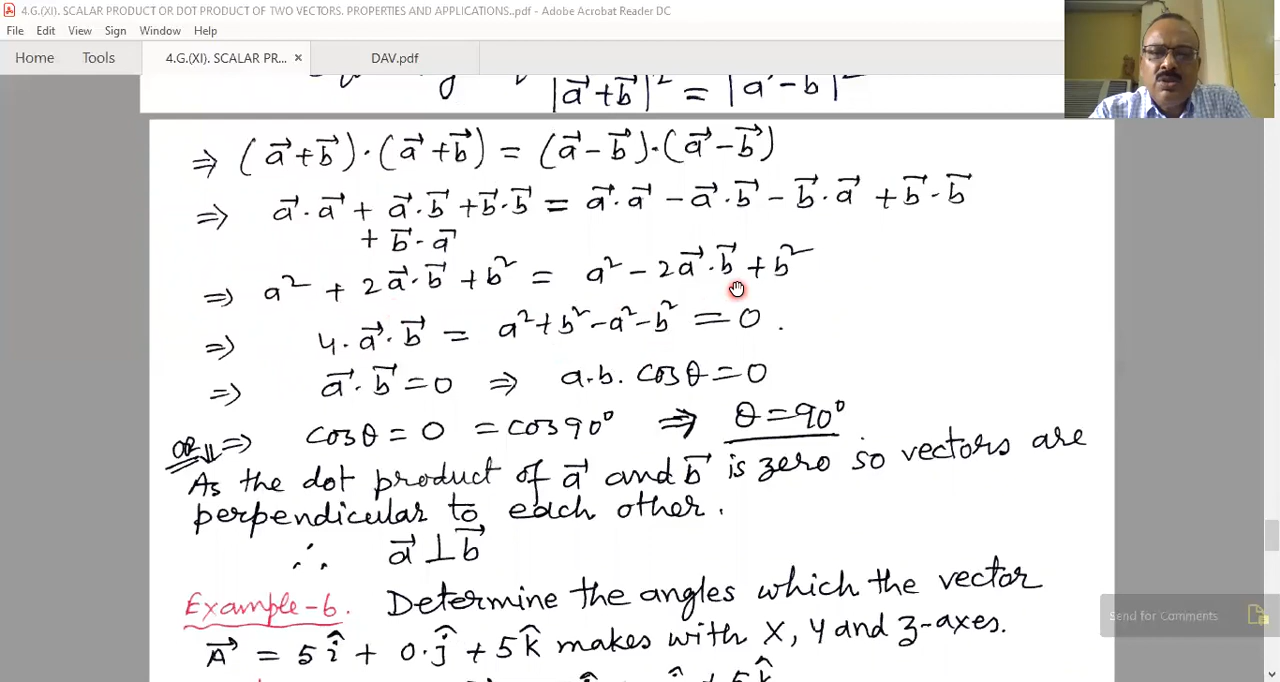 4.G.(XI). SCALAR PRODUCT OR DOT PRODUCT OF TWO VECTORS. PROPERTIES AND APPLICATIONS..pdf - Adobe Acrobat Reader DC
File Edit View Sign Window Help
Home Tools 4.G.(XI). SCALAR PR... × DAV.pdf
|a⃗+b⃗|² = |a⃗-b|²
⇒ (a⃗+b⃗)·(a⃗+b⃗) = (a⃗-b⃗)·(a⃗-b⃗)
⇒ a⃗·a⃗ + a⃗·b⃗ + b⃗·b⃗ = a⃗·a⃗ - a⃗·b⃗ - b⃗·a⃗ + b⃗·b⃗
+ b⃗·a⃗
⇒ a² + 2a⃗·b⃗ + b² = a² - 2a⃗·b⃗ + b²
⇒ 4·a⃗·b⃗ = a²+b²-a²-b² = 0.
⇒ a⃗·b⃗ = 0 ⇒ a.b. cosθ = 0
OR ⇒ cosθ = 0 = cos90° ⇒ θ = 90°
As the dot product of a⃗ and b⃗ is zero so vectors are
perpendicular to each other.
∴ a⃗ ⊥ b⃗
Example-6. Determine the angles which the vector
A⃗ = 5î + 0.ĵ + 5k̂ makes with X, Y and Z-axes.
Send for Comments